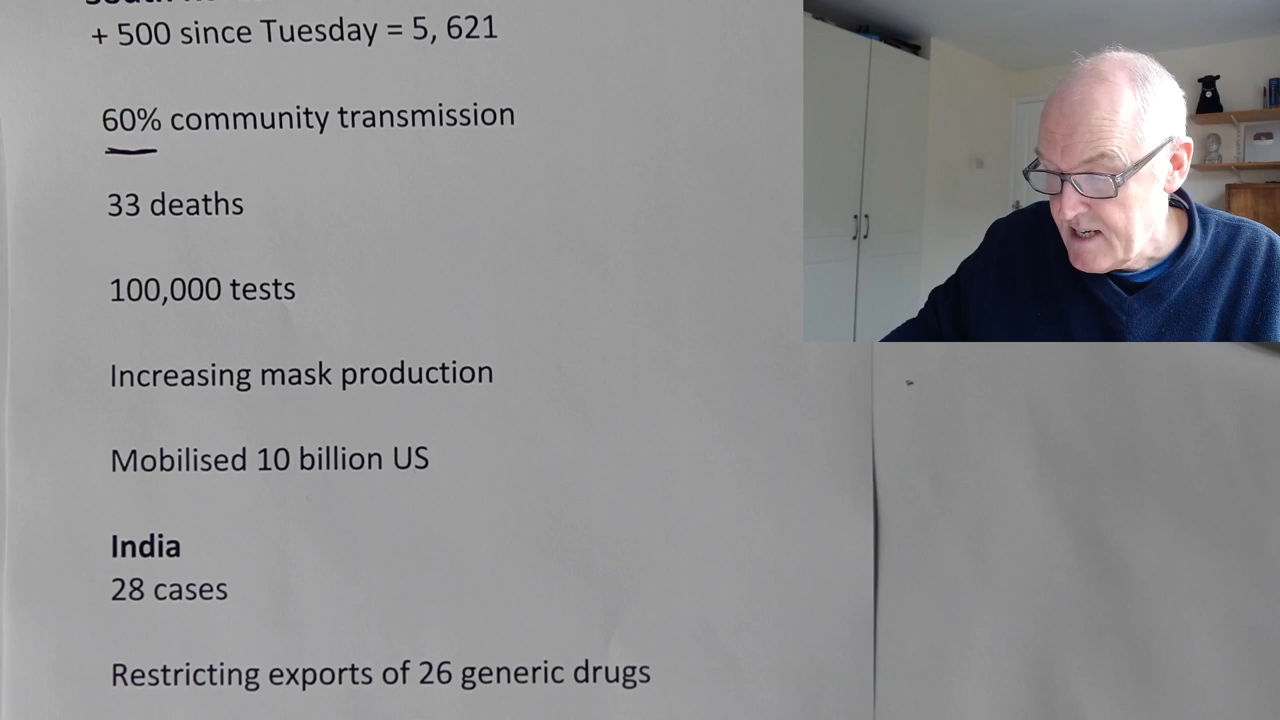 + 500 since Tuesday = 5, 621
60% community transmission
33 deaths
100,000 tests
Increasing mask production
Mobilised 10 billion US
India
28 cases
Restricting exports of 26 generic drugs